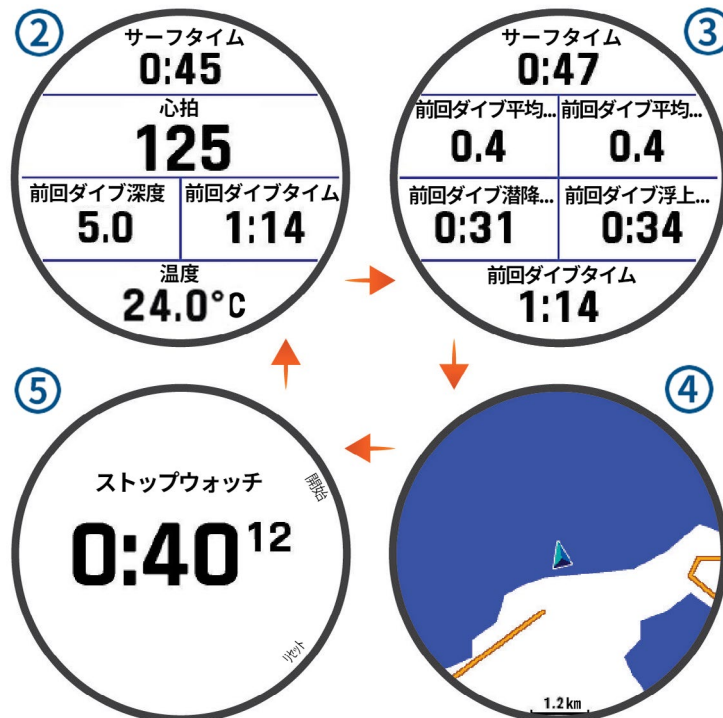 ②
サーフタイム
0:45
心拍
125
前回ダイブ深度 前回ダイブタイム
5.0 1:14
温度
24.0°C
③
サーフタイム
0:47
前回ダイブ平均... 前回ダイブ平均...
0.4 0.4
前回ダイブ潜降... 前回ダイブ浮上...
0:31 0:34
前回ダイブタイム
1:14
④
1.2km
⑤
ストップウォッチ
開始
0:40 12
リセット